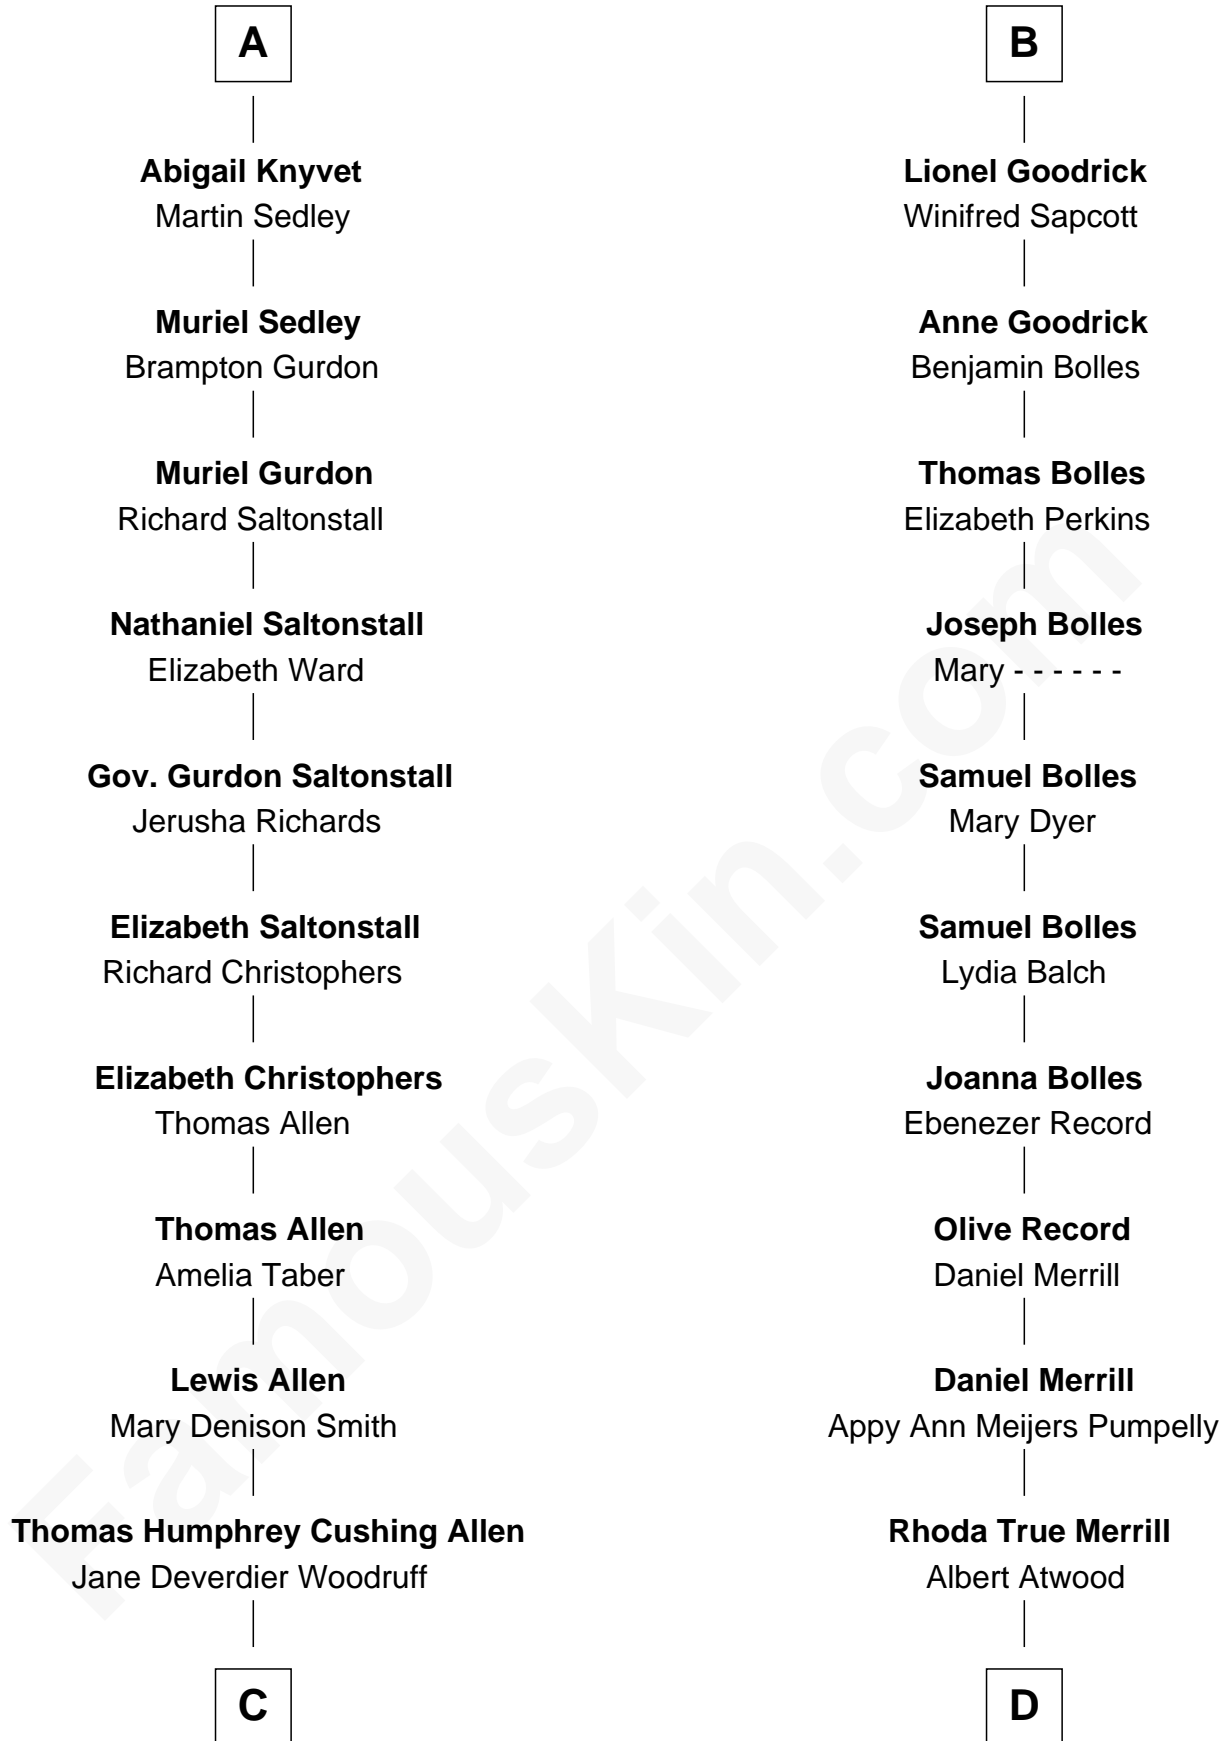 A
Abigail Knyvet
Martin Sedley
Muriel Sedley
Brampton Gurdon
Muriel Gurdon
Richard Saltonstall
Nathaniel Saltonstall
Elizabeth Ward
Gov. Gurdon Saltonstall
Jerusha Richards
Elizabeth Saltonstall
Richard Christophers
Elizabeth Christophers
Thomas Allen
Thomas Allen
Amelia Taber
Lewis Allen
Mary Denison Smith
Thomas Humphrey Cushing Allen
Jane Deverdier Woodruff
C
B
Lionel Goodrick
Winifred Sapcott
Anne Goodrick
Benjamin Bolles
Thomas Bolles
Elizabeth Perkins
Joseph Bolles
Mary - - - - - -
Samuel Bolles
Mary Dyer
Samuel Bolles
Lydia Balch
Joanna Bolles
Ebenezer Record
Olive Record
Daniel Merrill
Daniel Merrill
Appy Ann Meijers Pumpelly
Rhoda True Merrill
Albert Atwood
D
FamousKin.com